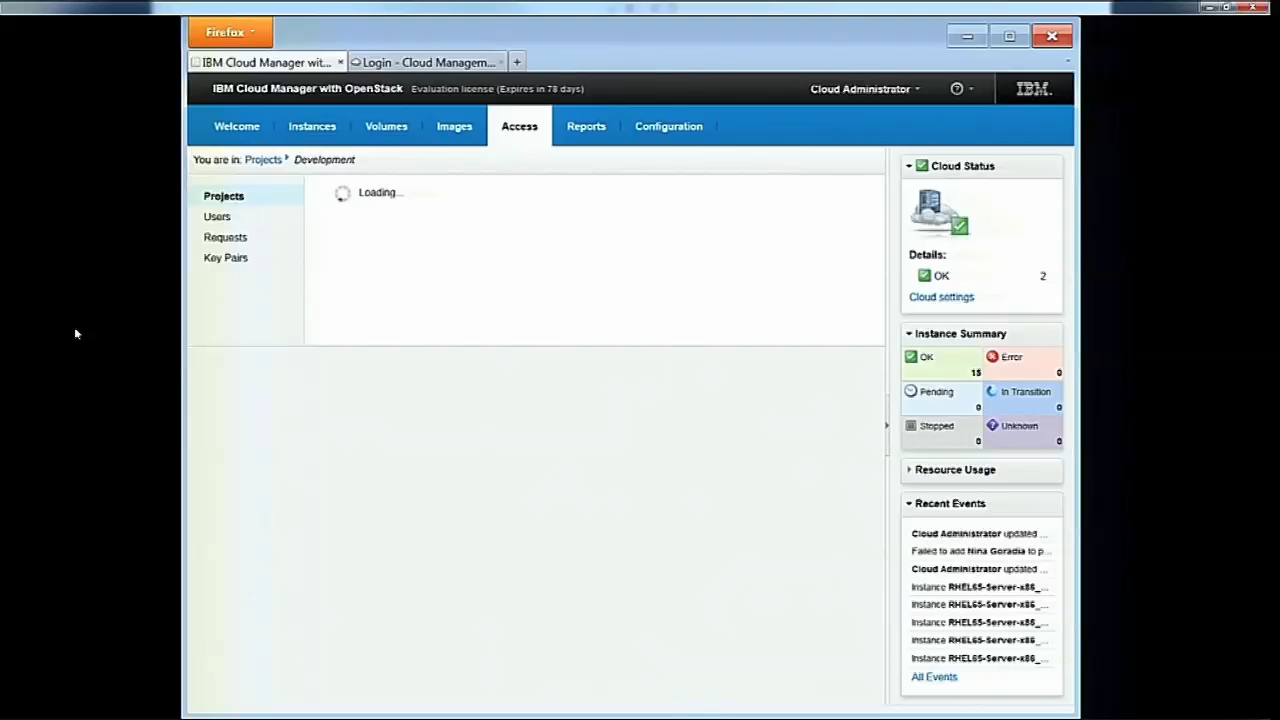 Firefox
IBM Cloud Manager wit...
Login - Cloud Managem...
IBM Cloud Manager with OpenStack Evaluation license (Expires in 78 days)
Cloud Administrator
IBM.
Welcome
Instances
Volumes
Images
Access
Reports
Configuration
You are in: Projects Development
Projects
Users
Requests
Key Pairs
Loading...
Cloud Status
Details:
OK 2
Cloud settings
Instance Summary
OK 15
Error 0
Pending 0
In Transition 0
Stopped 0
Unknown 0
Resource Usage
Recent Events
Cloud Administrator updated ...
Failed to add Nina Goradia to p...
Cloud Administrator updated ...
Instance RHEL65-Server-x86_...
Instance RHEL65-Server-x86_...
Instance RHEL65-Server-x86_...
Instance RHEL65-Server-x86_...
Instance RHEL65-Server-x86_...
All Events